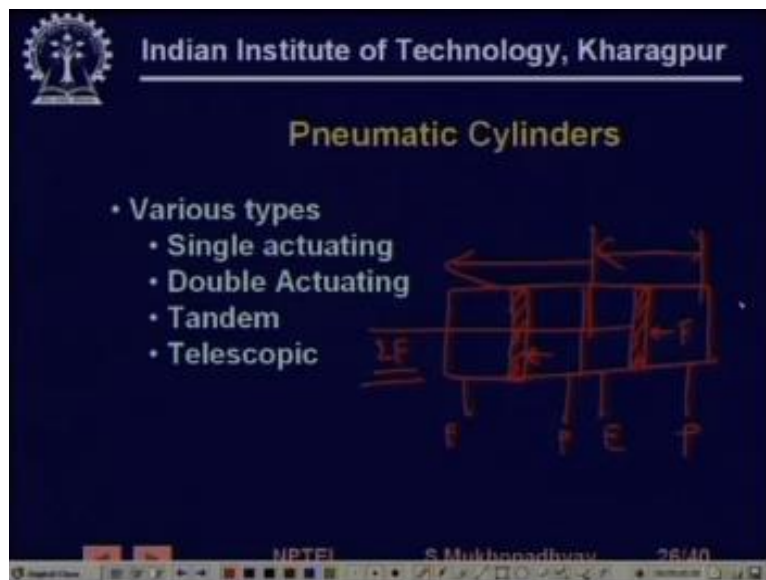 Indian Institute of Technology, Kharagpur
Pneumatic Cylinders
• Various types
• Single actuating
• Double Actuating
• Tandem
• Telescopic
2F
F
E P E P
NPTEL S.Mukhopadhyay 26/40